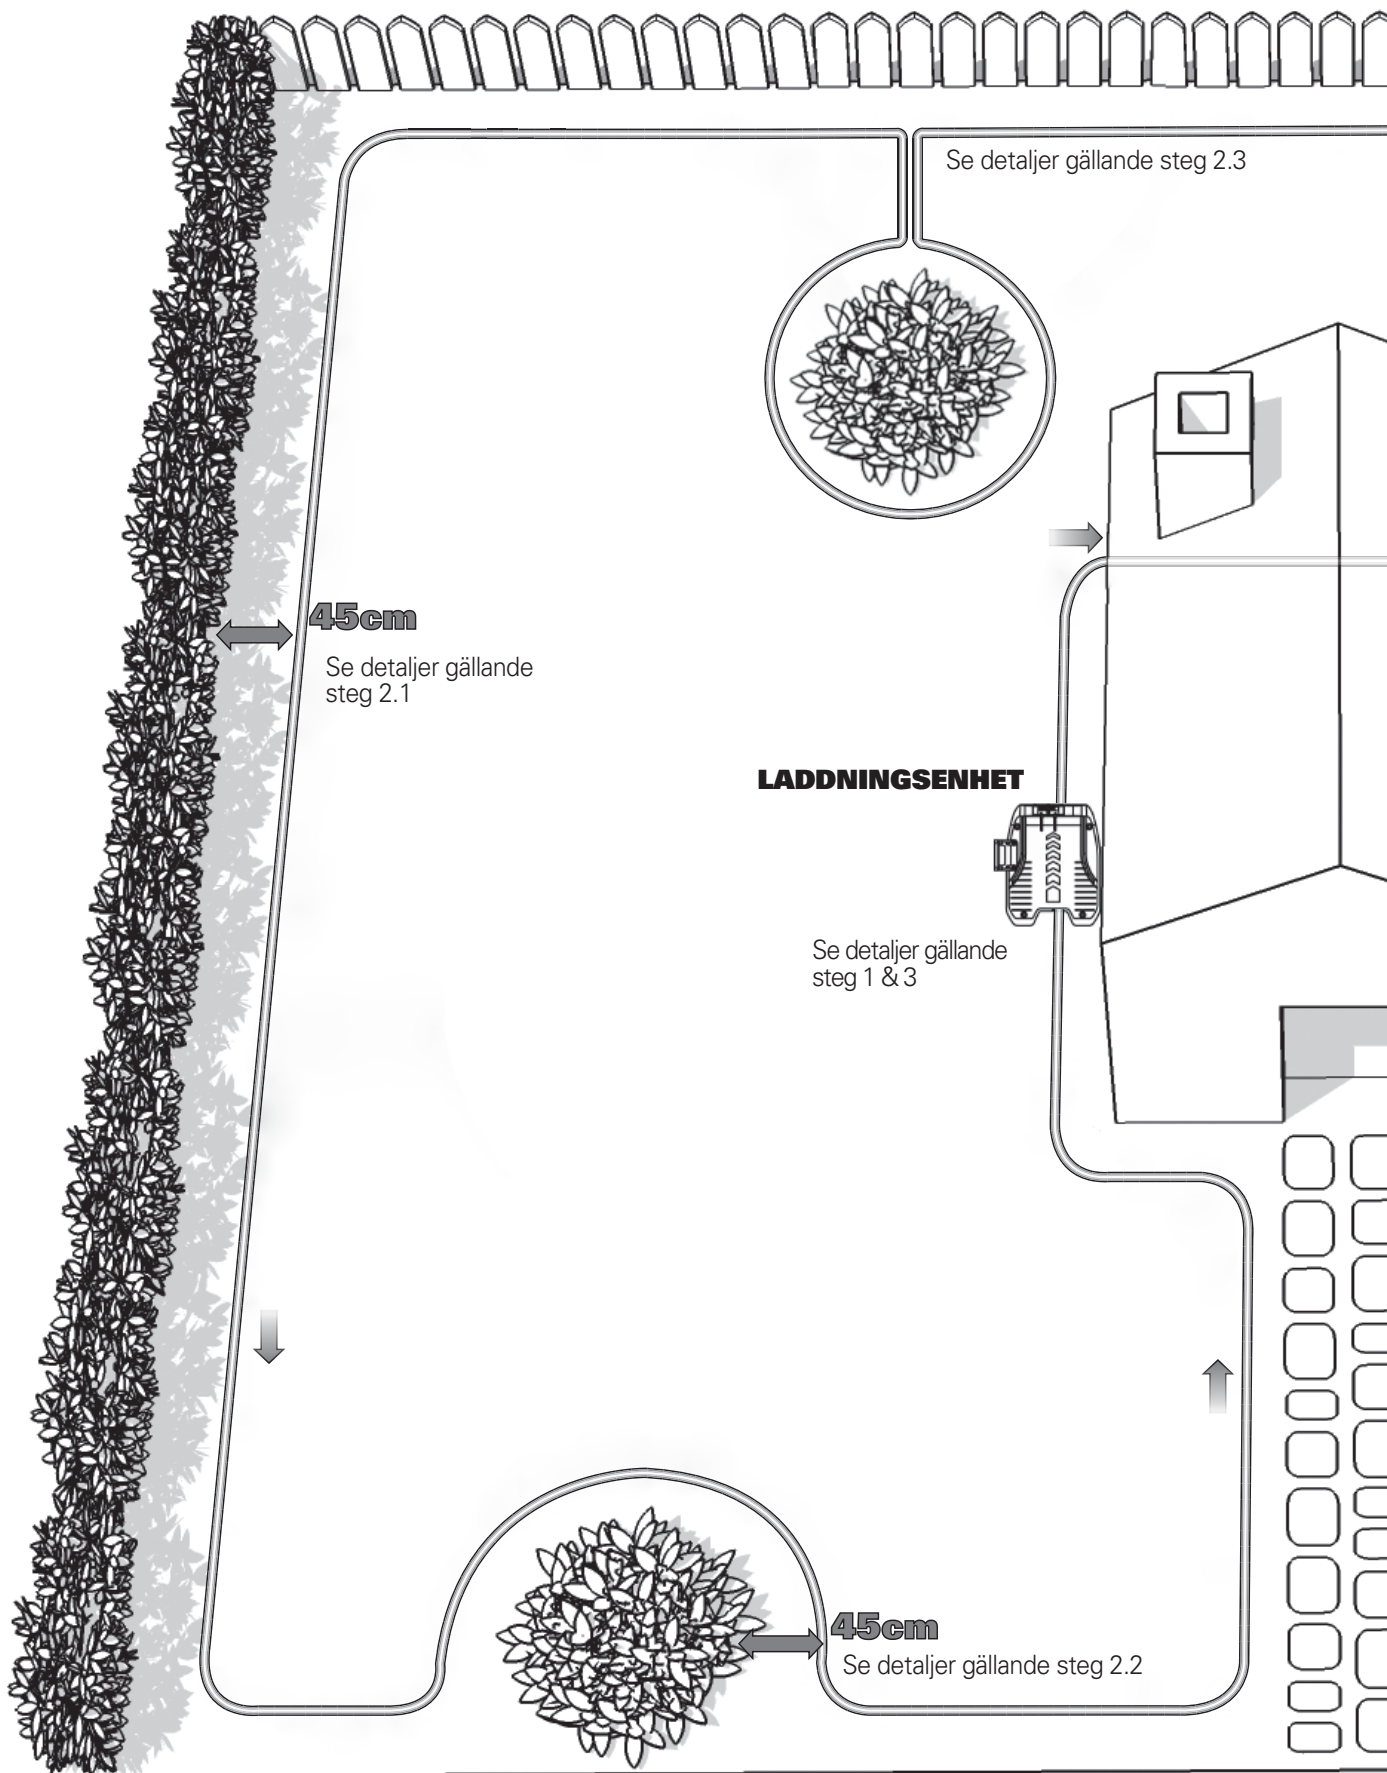 Se detaljer gällande steg 2.3
45cm
Se detaljer gällande
steg 2.1
LADDNINGSENHET
Se detaljer gällande
steg 1 & 3
45cm
Se detaljer gällande steg 2.2